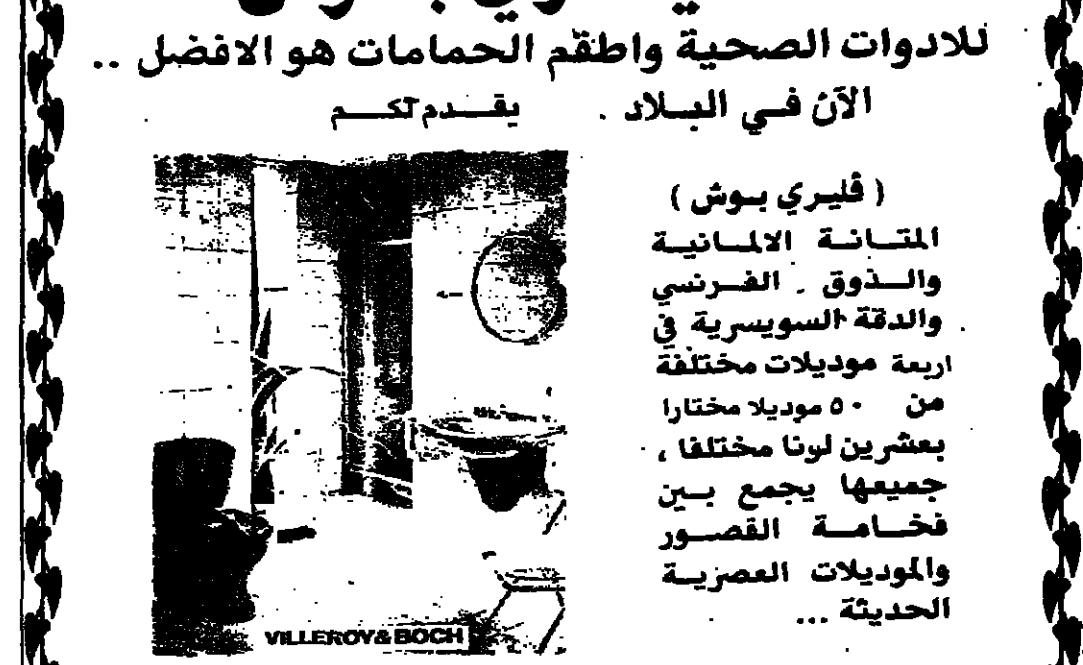 للادوات الصحية واطقم الحمامات هو الافضل ..
الآن في البلاد . يقدم لكم
( ڤليري بوش )
المتانة الالمانية
والذوق . الفرنسي
والدقة السويسرية في
اربعة موديلات مختلفة
من ٥٠ موديلا مختارا
بعشرين لونا مختلفا ،
جميعها يجمع بين
فخامة القصور
والموديلات العصرية
الحديثة ...
VILLEROY & BOCH